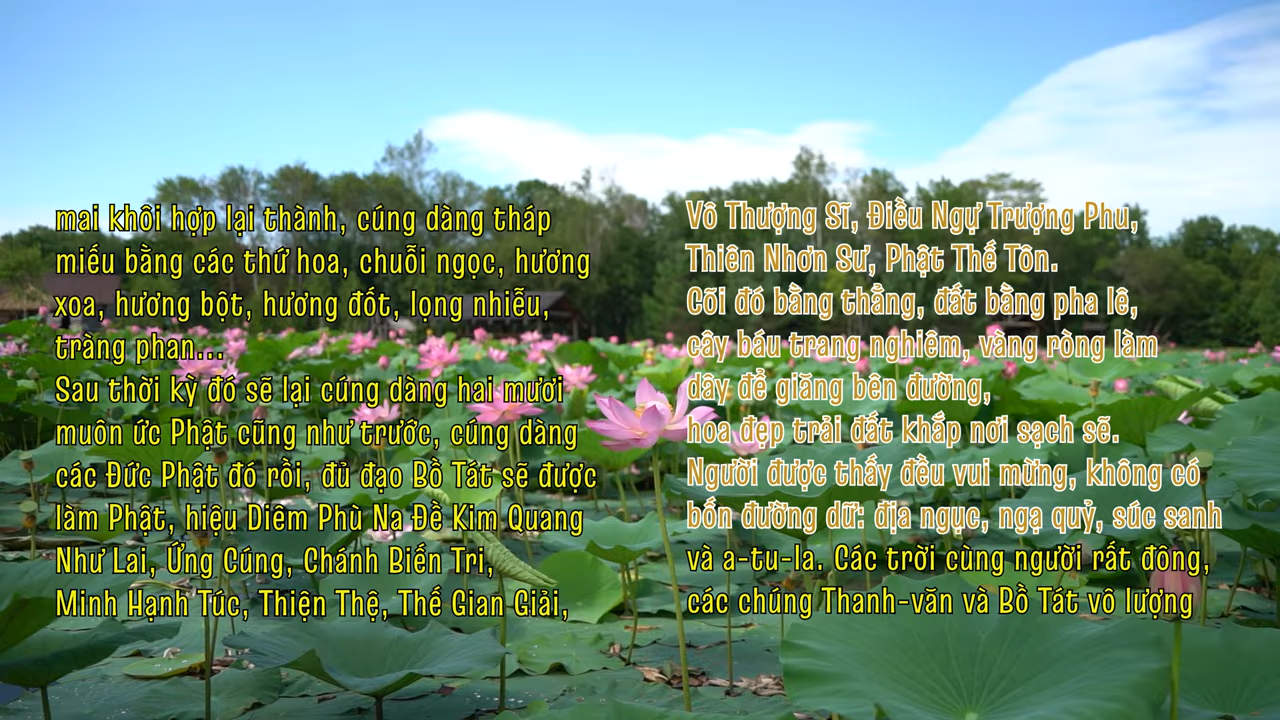 mai khôi hợp lại thành, cúng dàng tháp
miếu bằng các thứ hoa, chuỗi ngọc, hương
xoa, hương bột, hương đốt, lọng nhiễu,
tràng phan...
Sau thời kỳ đó sẽ lại cúng dàng hai mươi
muôn ức Phật cũng như trước, cúng dàng
các Đức Phật đó rồi, đủ đạo Bồ Tát sẽ được
làm Phật, hiệu Diêm Phù Na Đề Kim Quang
Như Lai, Ứng Cúng, Chánh Biến Tri,
Minh Hạnh Túc, Thiện Thệ, Thế Gian Giải,
Vô Thượng Sĩ, Điều Ngự Trượng Phu,
Thiên Nhơn Sư, Phật Thế Tôn.
Cõi đó bằng thẳng, đất bằng pha lê,
cây báu trang nghiêm, vàng ròng làm
dây để giăng bên đường,
hoa đẹp trải đất khắp nơi sạch sẽ.
Người được thấy đều vui mừng, không có
bốn đường dữ: địa ngục, ngạ quỷ, súc sanh
và a-tu-la. Các trời cùng người rất đông,
các chúng Thanh-văn và Bồ Tát vô lượng